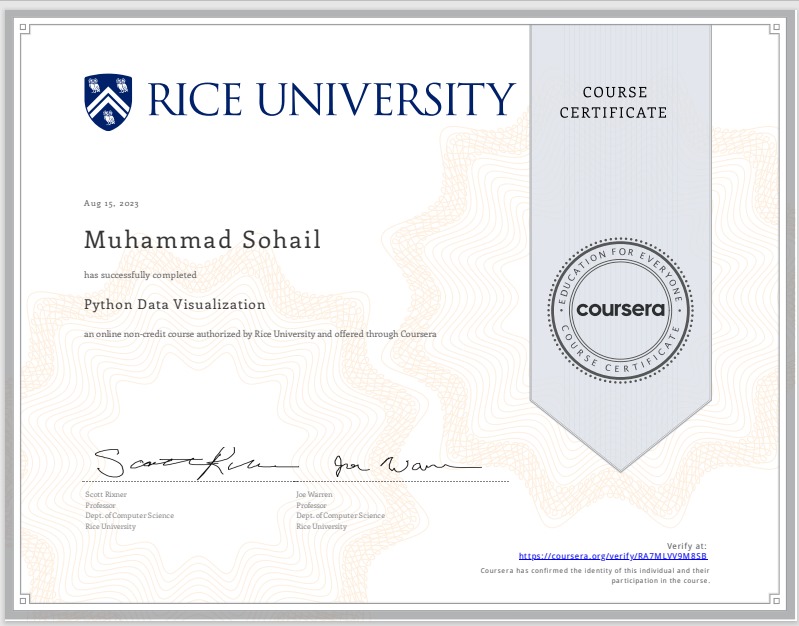 RICE UNIVERSITY
COURSE
CERTIFICATE
Aug 15, 2023
Muhammad Sohail
has successfully completed
Python Data Visualization
an online non-credit course authorized by Rice University and offered through Coursera
EDUCATION FOR EVERYONE
coursera
COURSE CERTIFICATE
Scott Rixner
Joe Warren
Scott Rixner
Professor
Dept. of Computer Science
Rice University
Joe Warren
Professor
Dept. of Computer Science
Rice University
Verify at:
https://coursera.org/verify/RA7MLVV9M8SB
Coursera has confirmed the identity of this individual and their
participation in the course.